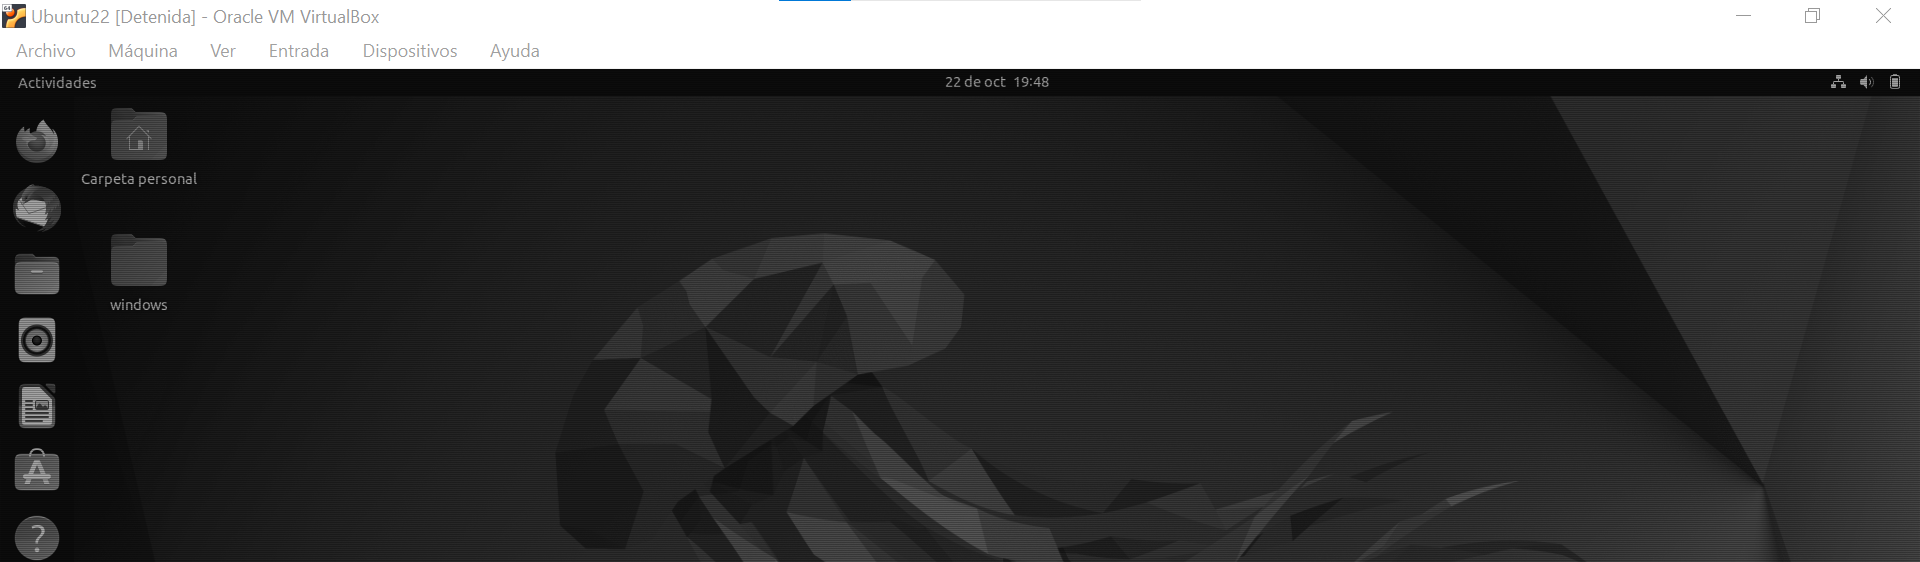 Ubuntu22 [Detenida] - Oracle VM VirtualBox
Archivo Máquina Ver Entrada Dispositivos Ayuda
Actividades 22 de oct 19:48
Carpeta personal
windows